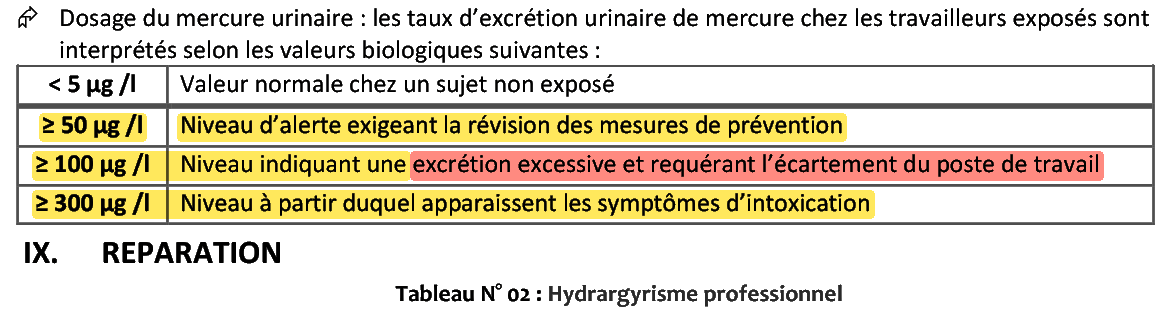 Dosage du mercure urinaire : les taux d’excrétion urinaire de mercure chez les travailleurs exposés sont
interprétés selon les valeurs biologiques suivantes :
< 5 µg /l Valeur normale chez un sujet non exposé
≥ 50 µg /l Niveau d’alerte exigeant la révision des mesures de prévention
≥ 100 µg /l Niveau indiquant une excrétion excessive et requérant l’écartement du poste de travail
≥ 300 µg /l Niveau à partir duquel apparaissent les symptômes d’intoxication
IX. REPARATION
Tableau N° 02 : Hydrargyrisme professionnel